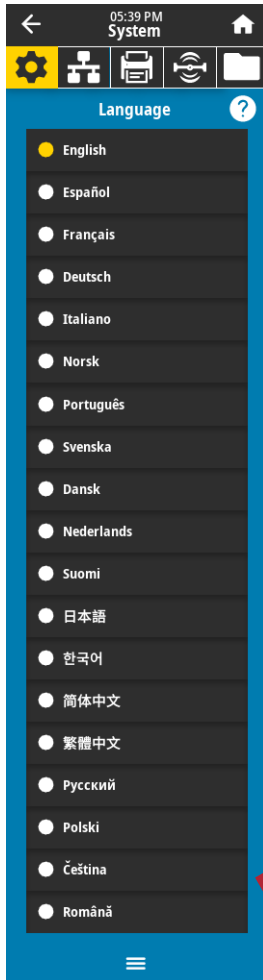 05:39 PM
System
Language
?
English
Español
Français
Deutsch
Italiano
Norsk
Português
Svenska
Dansk
Nederlands
Suomi
日本語
한국어
简体中文
繁體中文
Русский
Polski
Čeština
Română